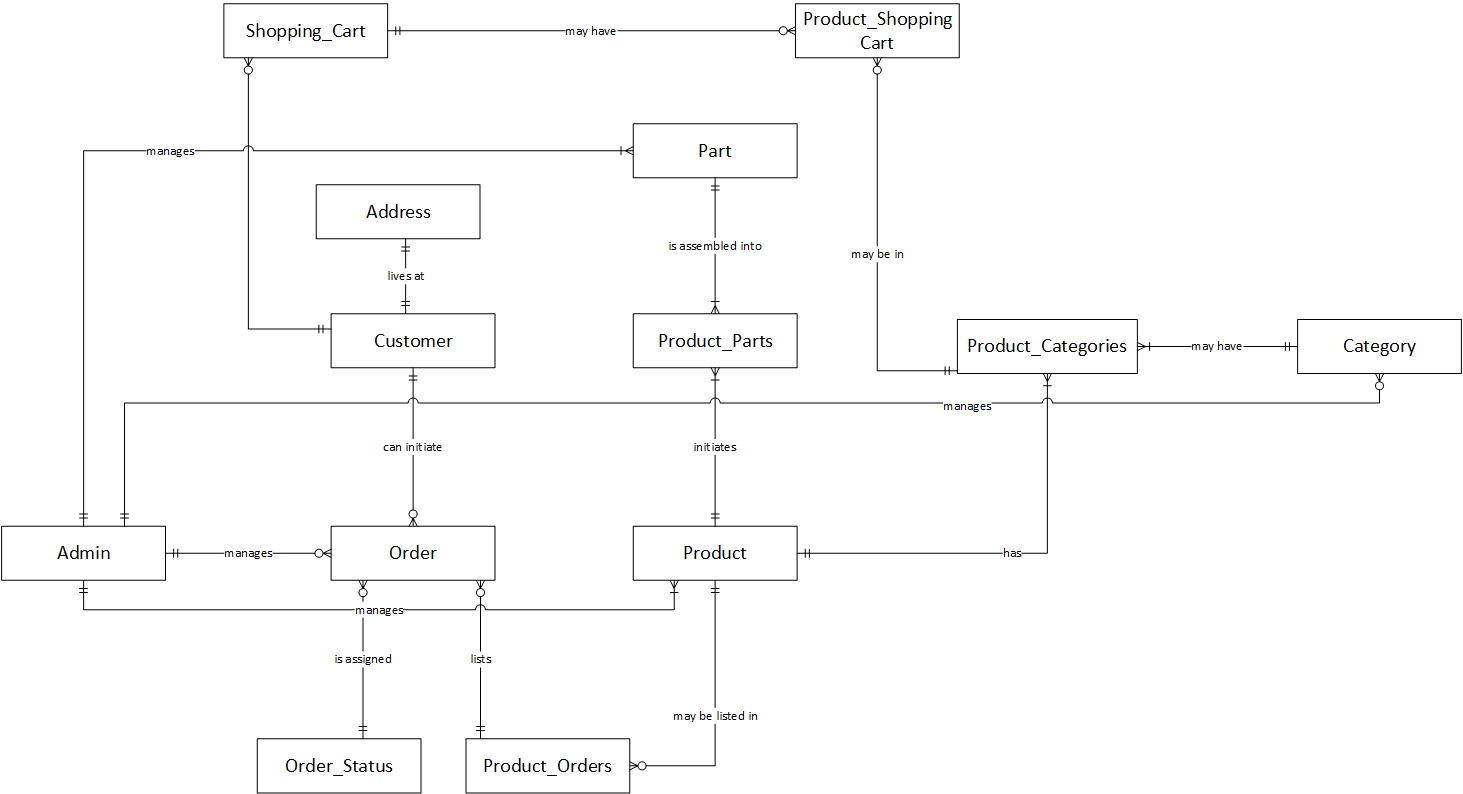 Shopping_Cart
may have
Product_Shopping
Cart
manages
Part
Address
is assembled into
may be in
lives at
Customer
Product_Parts
Product_Categories
may have
Category
manages
can initiate
initiates
Admin
manages
Order
Product
has
manages
is assigned
lists
may be listed in
Order_Status
Product_Orders